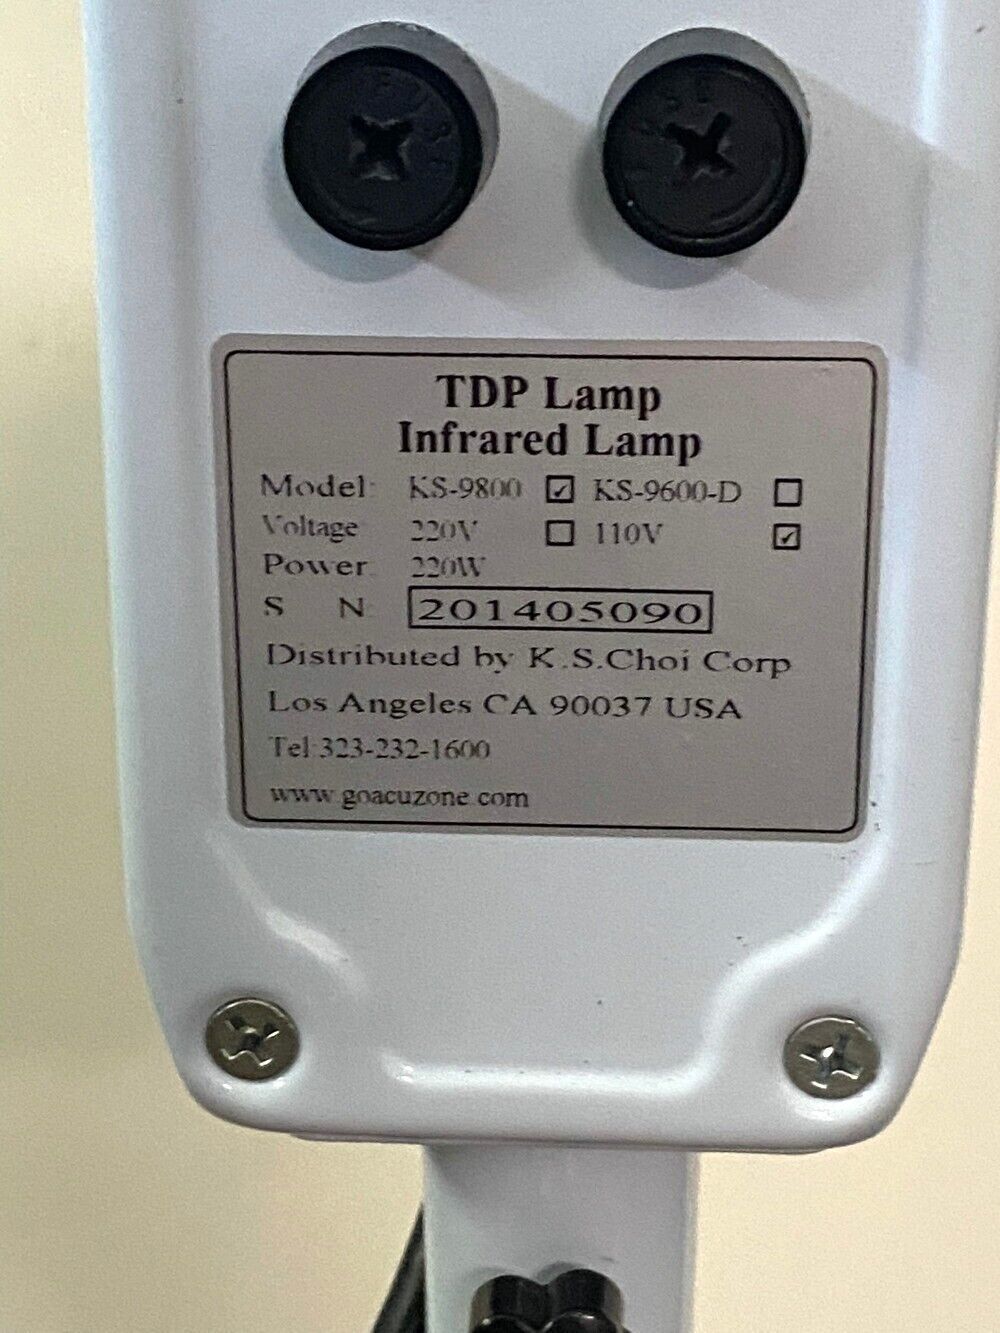 TDP Lamp
Infrared Lamp
Model: KS-9800 ☑ KS-9600-D ☐
Voltage 220V ☐ 110V ☑
Power 220W
S N: 201405090
Distributed by K.S.Choi Corp
Los Angeles CA 90037 USA
Tel:323-232-1600
www.goacuzone.com